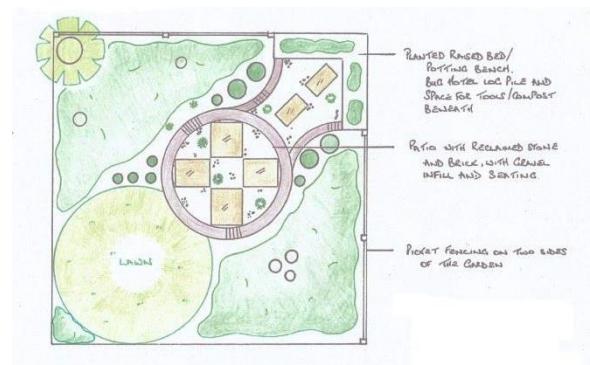 PLANTED RAISED BED/
POTTING BENCH.
BUG HOTEL LOG PILE AND
SPACE FOR TOOLS/COMPOST
BENEATH
PATIO WITH RECLAIMED STONE
AND BRICK, WITH GRAVEL
INFILL AND SEATING.
LAWN
PICKET FENCING ON TWO SIDES
OF THE GARDEN